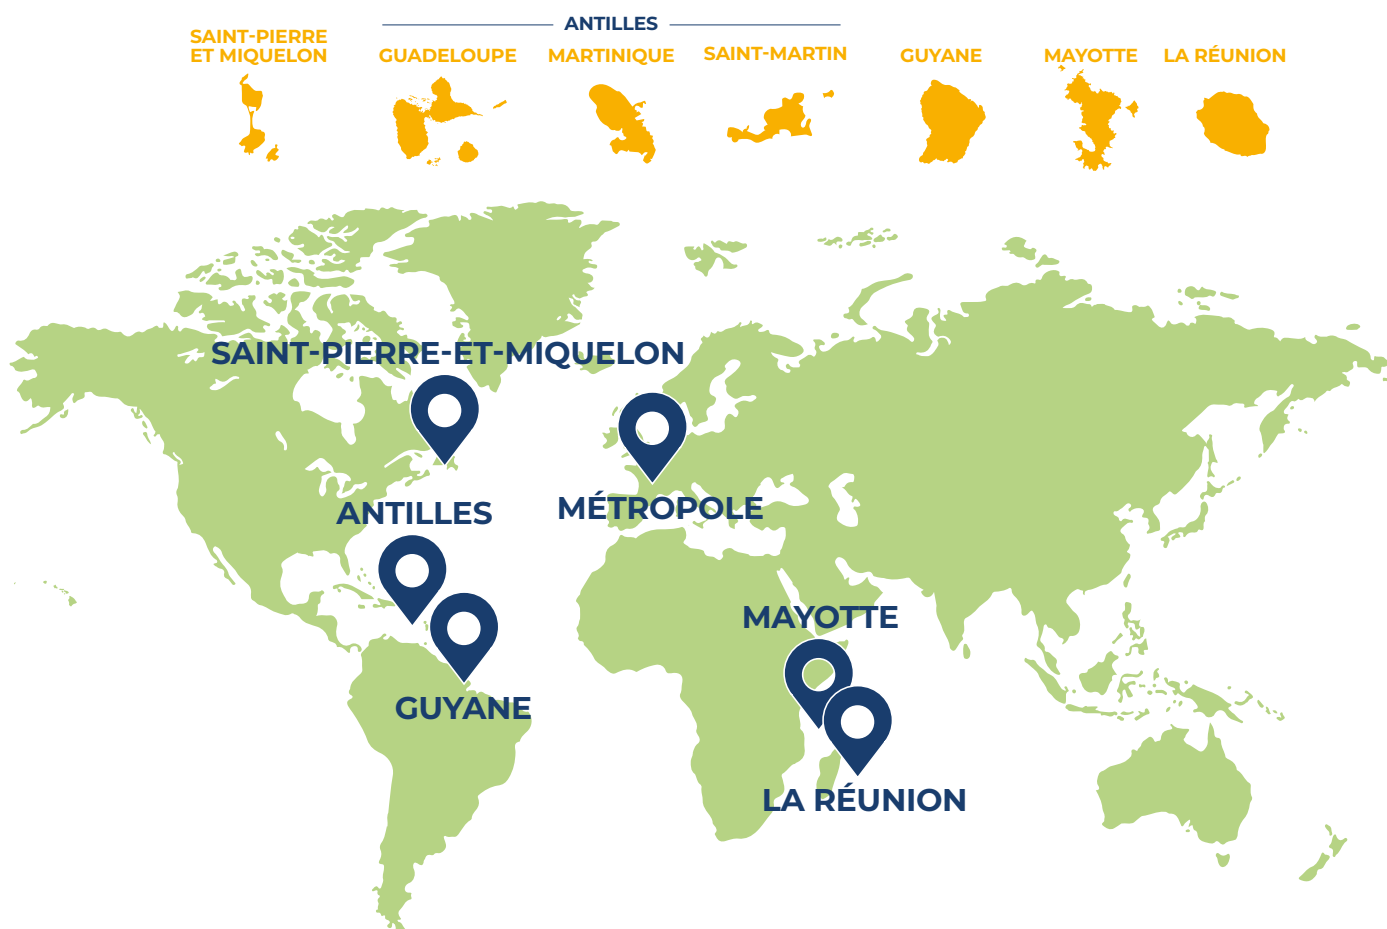 ANTILLES
SAINT-PIERRE
ET MIQUELON
GUADELOUPE
MARTINIQUE
SAINT-MARTIN
GUYANE
MAYOTTE
LA RÉUNION
SAINT-PIERRE-ET-MIQUELON
ANTILLES
MÉTROPOLE
MAYOTTE
GUYANE
LA RÉUNION